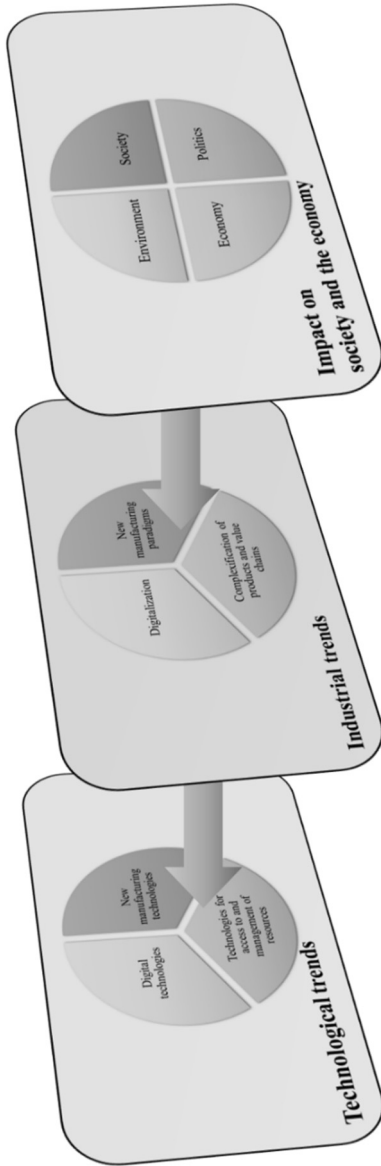 Digital
technologies
New
manufacturing
technologies
Technologies for
access to and
management of
resources
Technological trends
Digitalization
New
manufacturing
paradigms
Complexification of
products and value
chains
Industrial trends
Environment
Society
Economy
Politics
Impact on
society and the economy